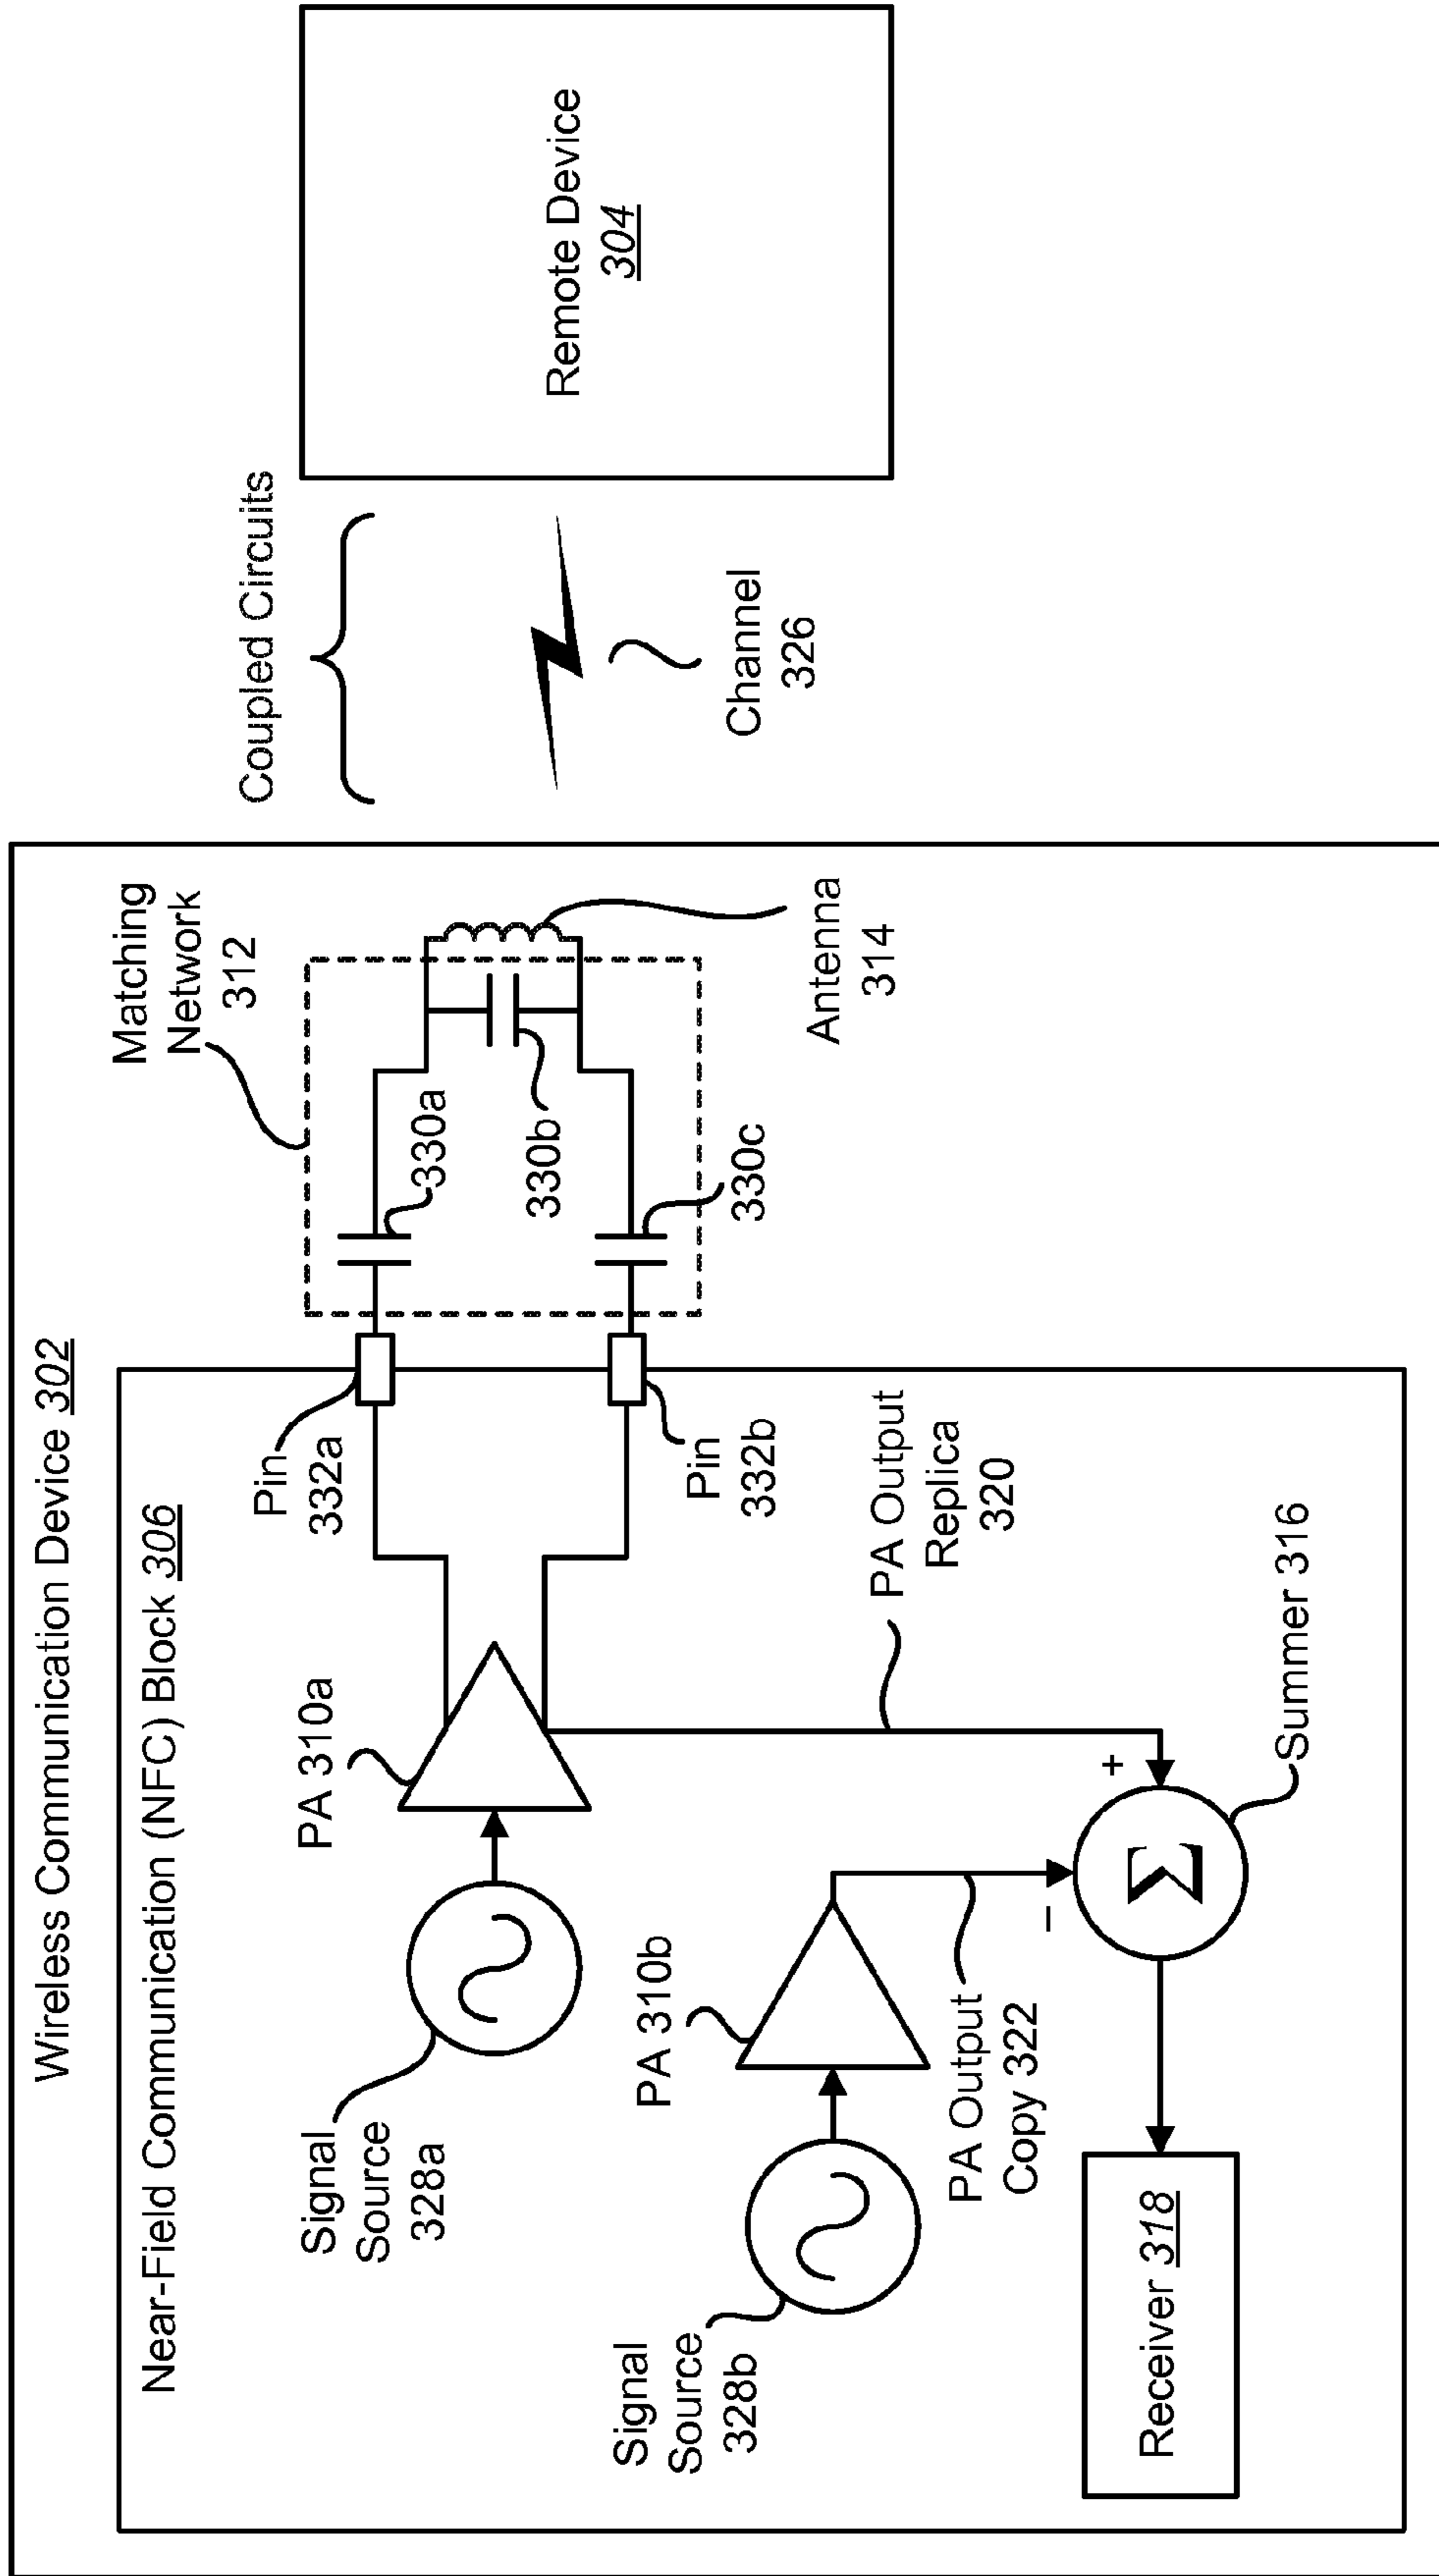 Wireless Communication Device 302
Near-Field Communication (NFC) Block 306
Signal
Source
328a
PA 310a
Pin
332a
Matching
Network
312
330a
330b
330c
Antenna
314
Coupled Circuits
Channel
326
Remote Device
304
Signal
Source
328b
PA 310b
Pin
332b
PA Output
Replica
320
PA Output
Copy 322
+
−
Σ
Summer 316
Receiver 318